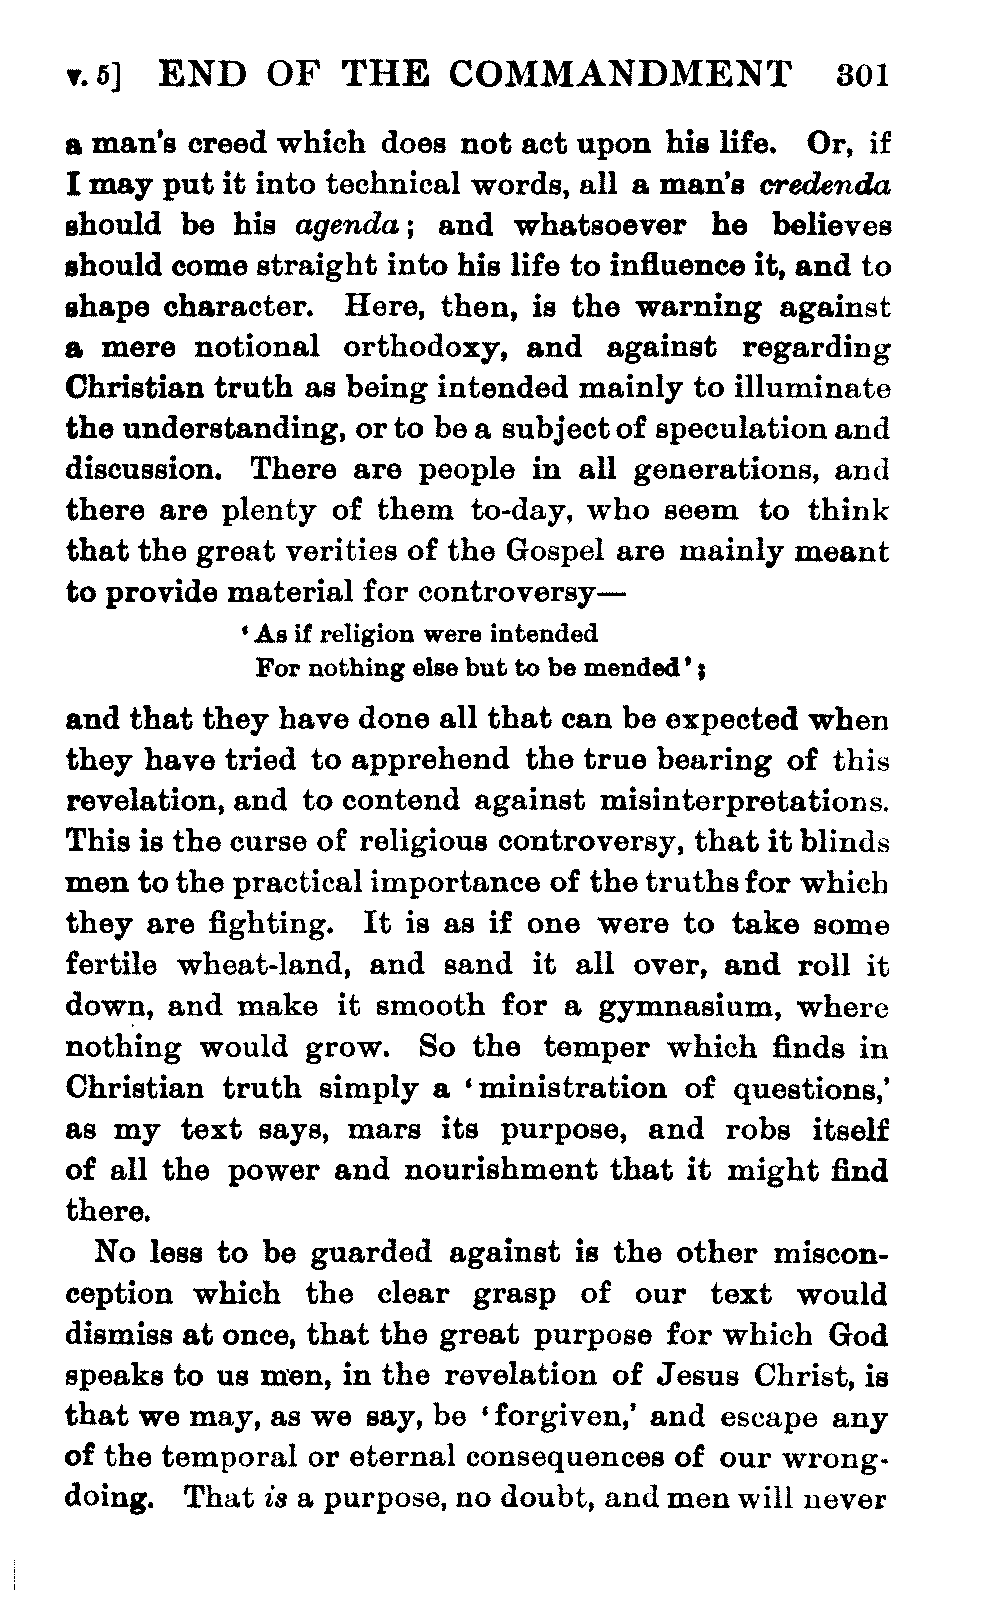 v. 5] END OF THE COMMANDMENT 301
a man's creed which does not act upon his life. Or, if
I may put it into technical words, all a man's credenda
should be his agenda; and whatsoever he believes
should come straight into his life to influence it, and to
shape character. Here, then, is the warning against
a mere notional orthodoxy, and against regarding
Christian truth as being intended mainly to illuminate
the understanding, or to be a subject of speculation and
discussion. There are people in all generations, and
there are plenty of them to-day, who seem to think
that the great verities of the Gospel are mainly meant
to provide material for controversy—
‘As if religion were intended
For nothing else but to be mended’;
and that they have done all that can be expected when
they have tried to apprehend the true bearing of this
revelation, and to contend against misinterpretations.
This is the curse of religious controversy, that it blinds
men to the practical importance of the truths for which
they are fighting. It is as if one were to take some
fertile wheat-land, and sand it all over, and roll it
down, and make it smooth for a gymnasium, where
nothing would grow. So the temper which finds in
Christian truth simply a ‘ministration of questions,’
as my text says, mars its purpose, and robs itself
of all the power and nourishment that it might find
there.
No less to be guarded against is the other miscon-
ception which the clear grasp of our text would
dismiss at once, that the great purpose for which God
speaks to us men, in the revelation of Jesus Christ, is
that we may, as we say, be ‘forgiven,’ and escape any
of the temporal or eternal consequences of our wrong-
doing. That is a purpose, no doubt, and men will never